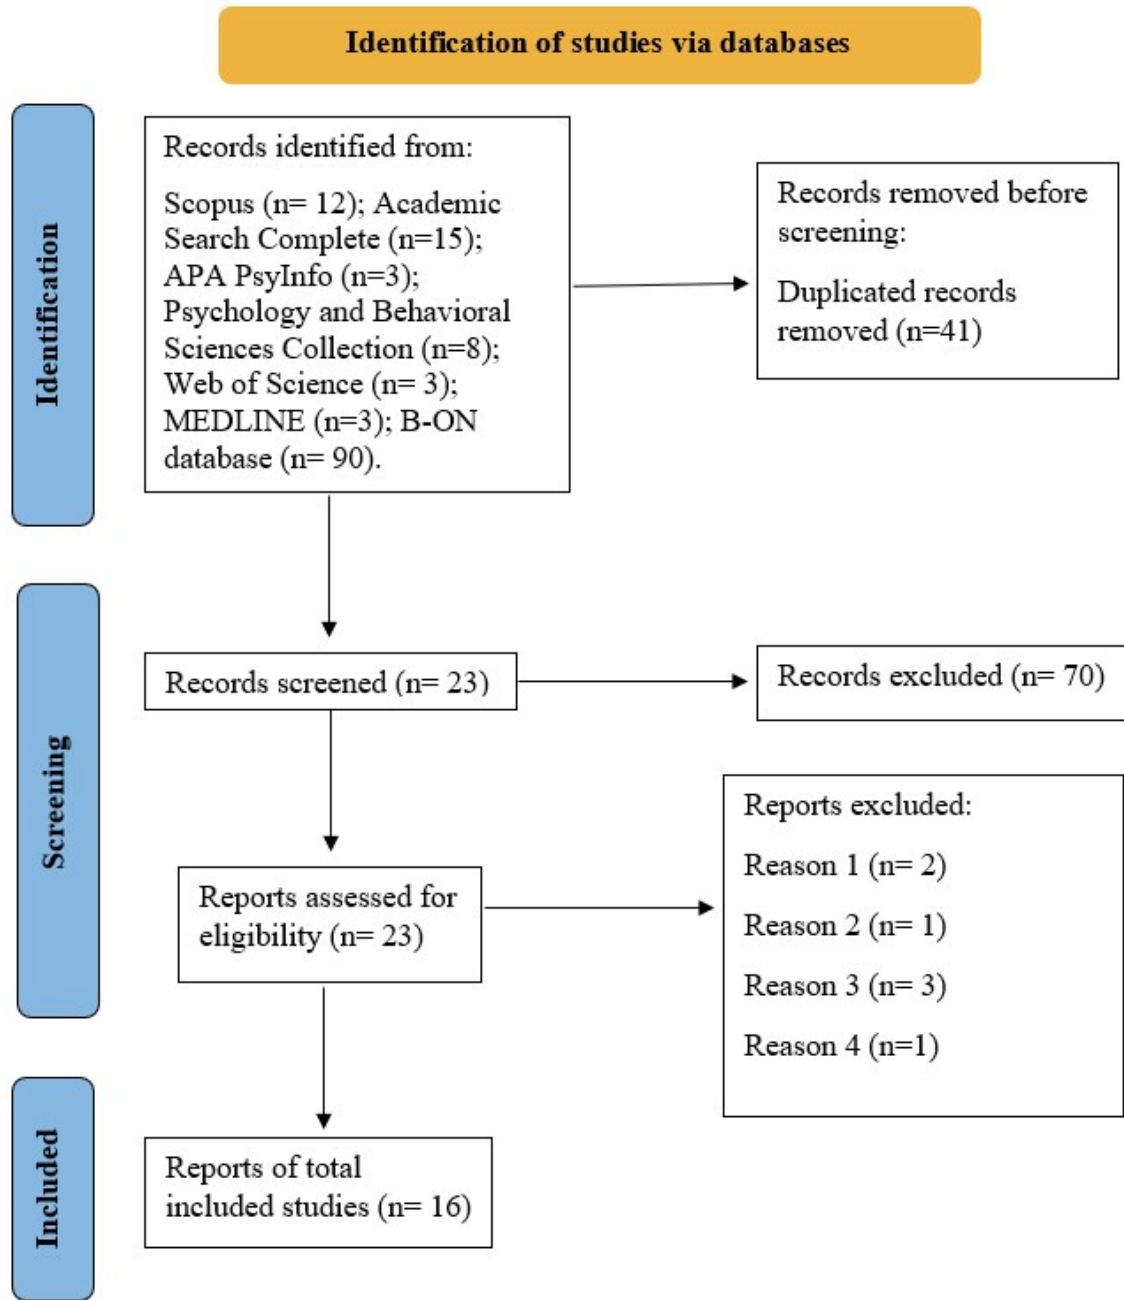 Identification of studies via databases
Identification
Records identified from:
Scopus (n= 12); Academic
Search Complete (n=15);
APA PsyInfo (n=3);
Psychology and Behavioral
Sciences Collection (n=8);
Web of Science (n= 3);
MEDLINE (n=3); B-ON
database (n= 90).
Records removed before
screening:
Duplicated records
removed (n=41)
Screening
Records screened (n= 23)
Records excluded (n= 70)
Reports assessed for
eligibility (n= 23)
Reports excluded:
Reason 1 (n= 2)
Reason 2 (n= 1)
Reason 3 (n= 3)
Reason 4 (n=1)
Included
Reports of total
included studies (n= 16)